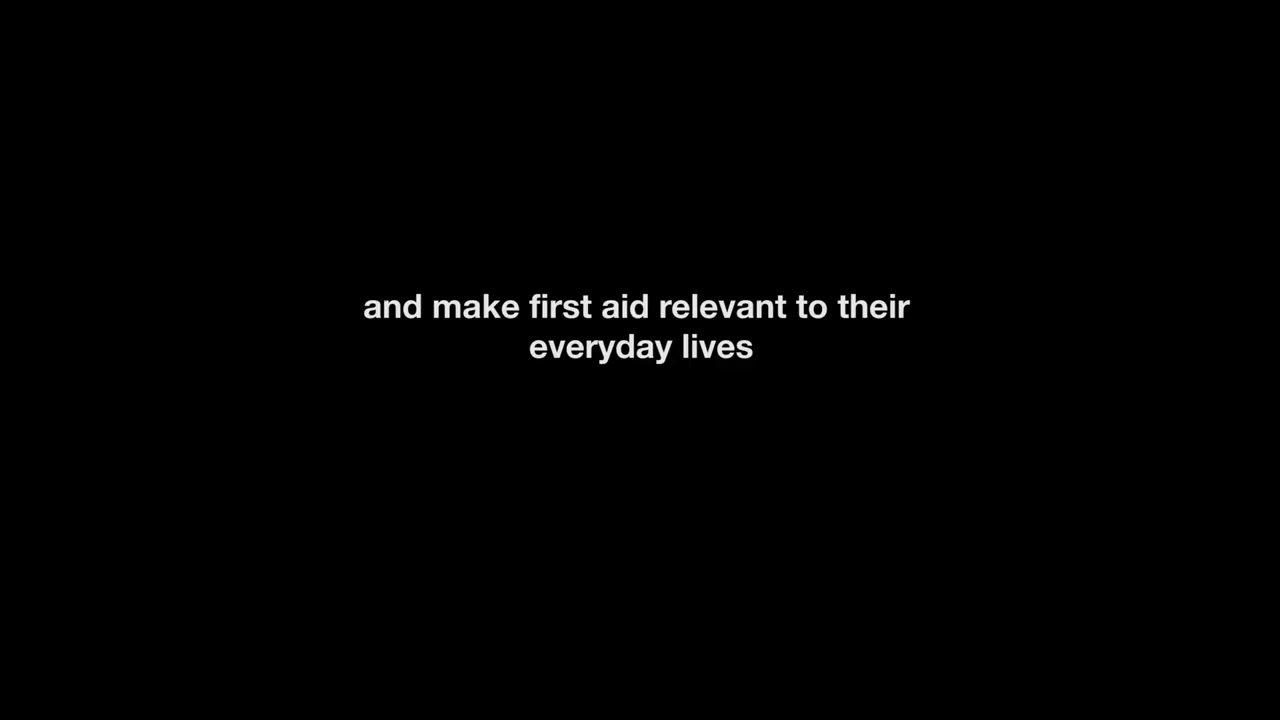 and make first aid relevant to their
everyday lives